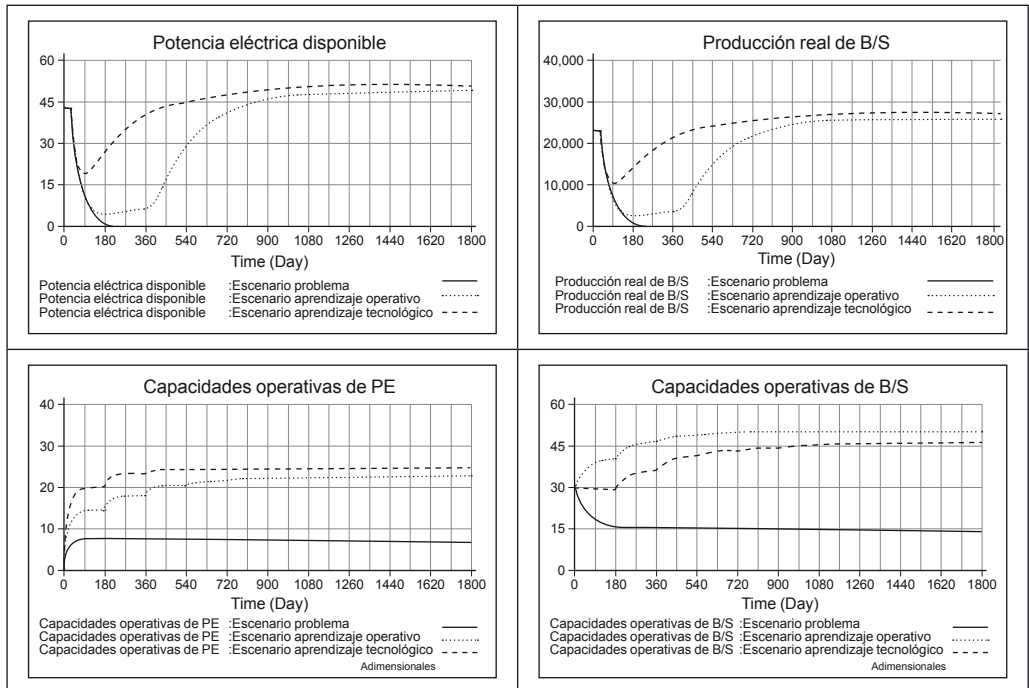 Potencia eléctrica disponible
60
45
30
15
0
0 180 360 540 720 900 1080 1260 1440 1620 1800
Time (Day)
Potencia eléctrica disponible :Escenario problema
Potencia eléctrica disponible :Escenario aprendizaje operativo
Potencia eléctrica disponible :Escenario aprendizaje tecnológico
Producción real de B/S
40,000
30,000
20,000
10,000
0
0 180 360 540 720 900 1080 1260 1440 1620 1800
Time (Day)
Producción real de B/S :Escenario problema
Producción real de B/S :Escenario aprendizaje operativo
Producción real de B/S :Escenario aprendizaje tecnológico
Capacidades operativas de PE
40
30
20
10
0
0 180 360 540 720 900 1080 1260 1440 1620 1800
Time (Day)
Capacidades operativas de PE :Escenario problema
Capacidades operativas de PE :Escenario aprendizaje operativo
Capacidades operativas de PE :Escenario aprendizaje tecnológico
Adimensionales
Capacidades operativas de B/S
60
45
30
15
0
0 180 360 540 720 900 1080 1260 1440 1620 1800
Time (Day)
Capacidades operativas de B/S :Escenario problema
Capacidades operativas de B/S :Escenario aprendizaje operativo
Capacidades operativas de B/S :Escenario aprendizaje tecnológico
Adimensionales